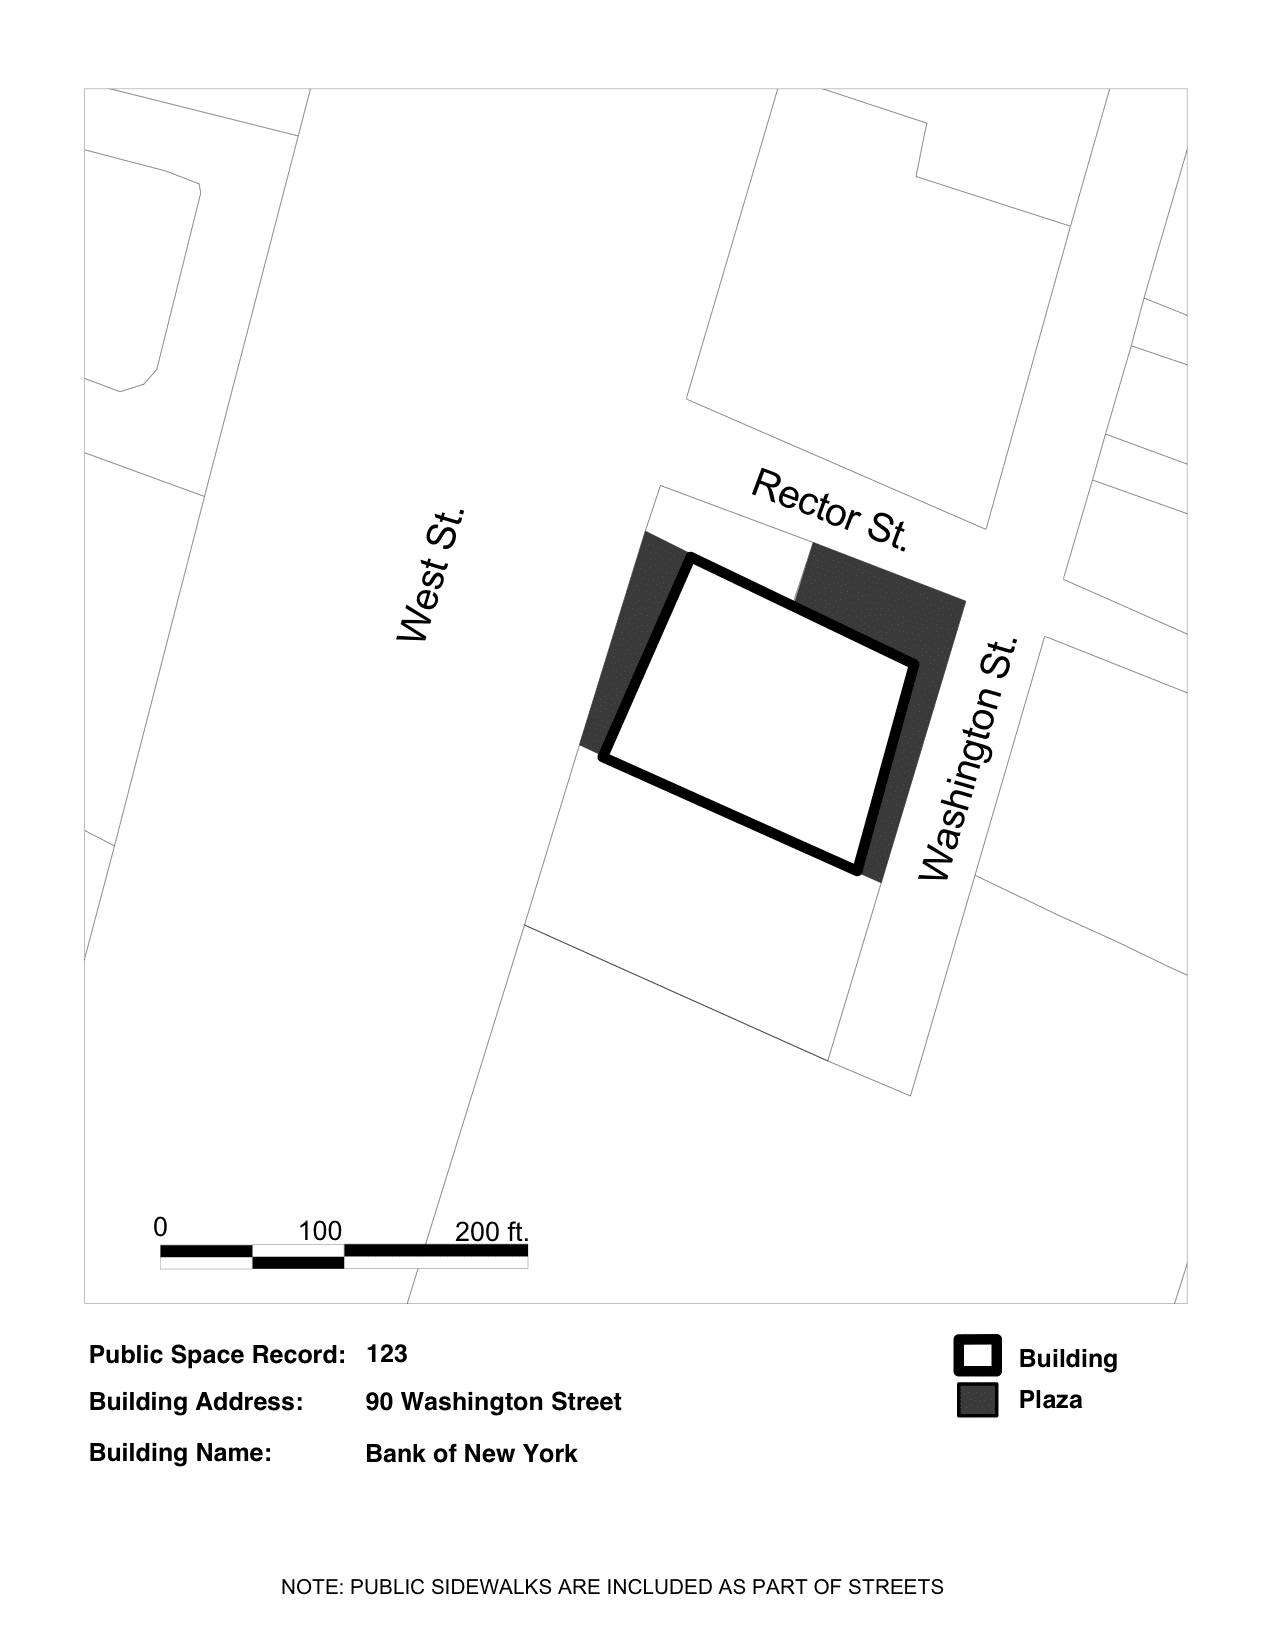 Rector St.
West St.
Washington St.
0 100 200 ft.
Public Space Record: 123
Building Address: 90 Washington Street
Building Name: Bank of New York
Building
Plaza
NOTE: PUBLIC SIDEWALKS ARE INCLUDED AS PART OF STREETS